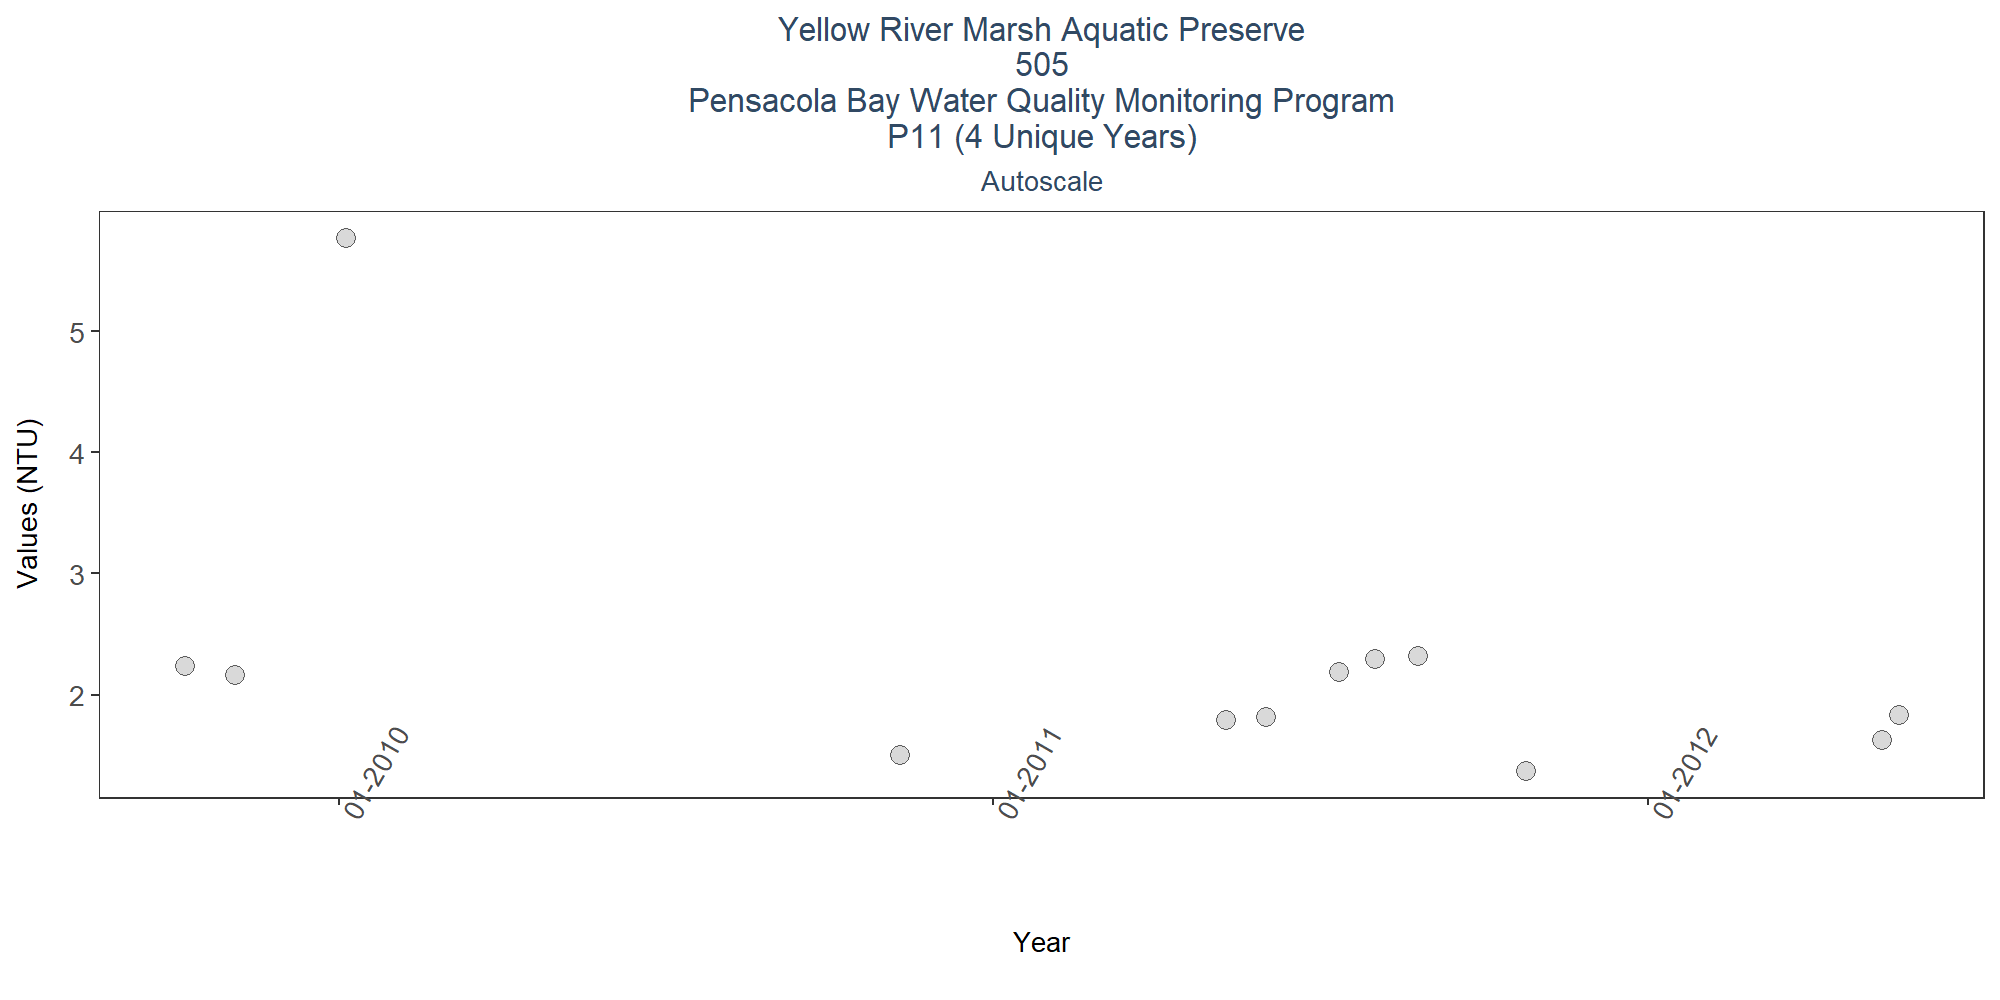 Yellow River Marsh Aquatic Preserve
505
Pensacola Bay Water Quality Monitoring Program
P11 (4 Unique Years)
Autoscale
Values (NTU)
5
4
3
2
01-2010
01-2011
01-2012
Year